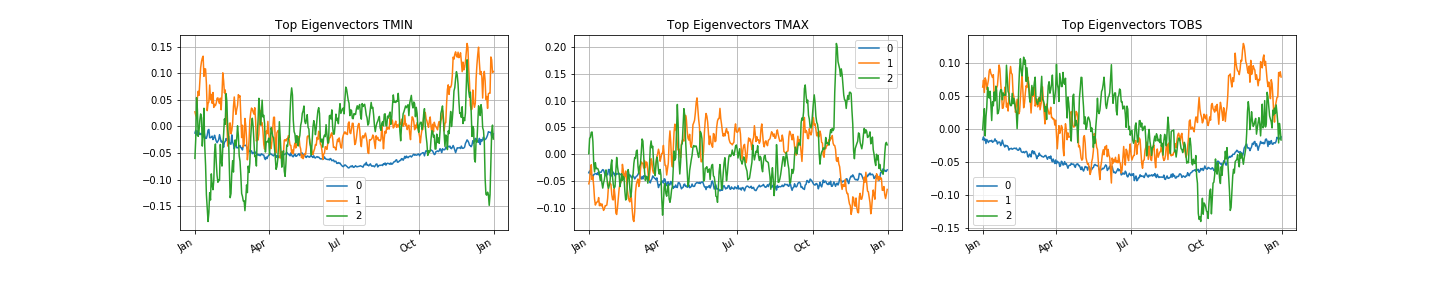 Top Eigenvectors TMIN
0.15
0.10
0.05
0.00
−0.05
−0.10
−0.15
0
1
2
Jan
Apr
Jul
Oct
Jan
Top Eigenvectors TMAX
0.20
0.15
0.10
0.05
0.00
−0.05
−0.10
0
1
2
Jan
Apr
Jul
Oct
Jan
Top Eigenvectors TOBS
0.10
0.05
0.00
−0.05
−0.10
−0.15
0
1
2
Jan
Apr
Jul
Oct
Jan